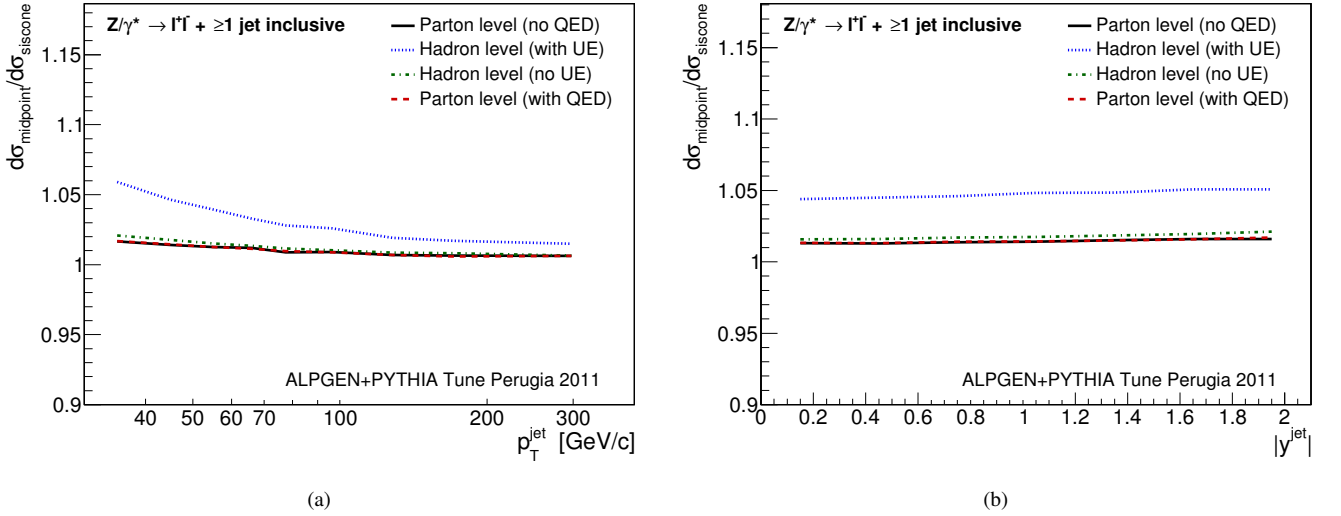 Z/γ* → l⁺l⁻ + ≥1 jet inclusive
Parton level (no QED)
Hadron level (with UE)
Hadron level (no UE)
Parton level (with QED)
dσ_midpoint/dσ_siscone
1.15
1.1
1.05
1
0.95
0.9
ALPGEN+PYTHIA Tune Perugia 2011
40 50 60 70 100 200 300
p_T^jet [GeV/c]
(a)
Z/γ* → l⁺l⁻ + ≥1 jet inclusive
Parton level (no QED)
Hadron level (with UE)
Hadron level (no UE)
Parton level (with QED)
dσ_midpoint/dσ_siscone
1.15
1.1
1.05
1
0.95
0.9
ALPGEN+PYTHIA Tune Perugia 2011
0 0.2 0.4 0.6 0.8 1 1.2 1.4 1.6 1.8 2
|y^jet|
(b)